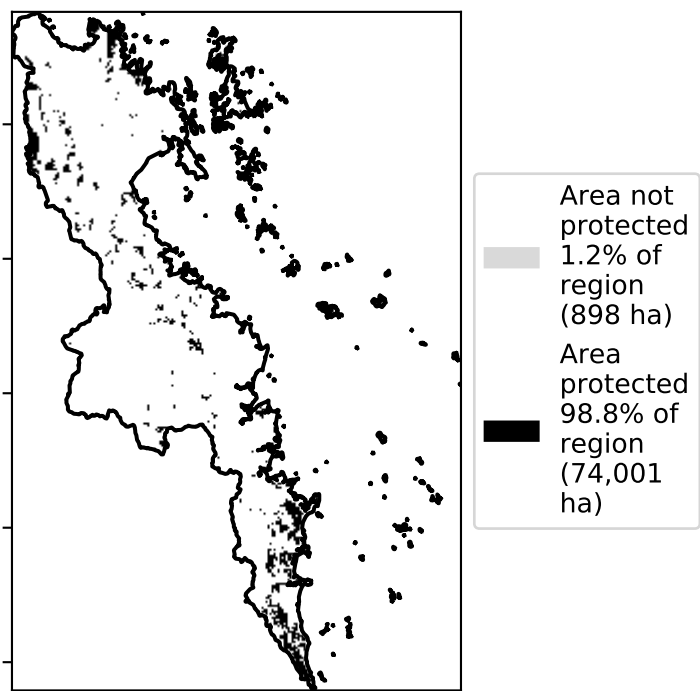 Area not
protected
1.2% of
region
(898 ha)
Area
protected
98.8% of
region
(74,001
ha)